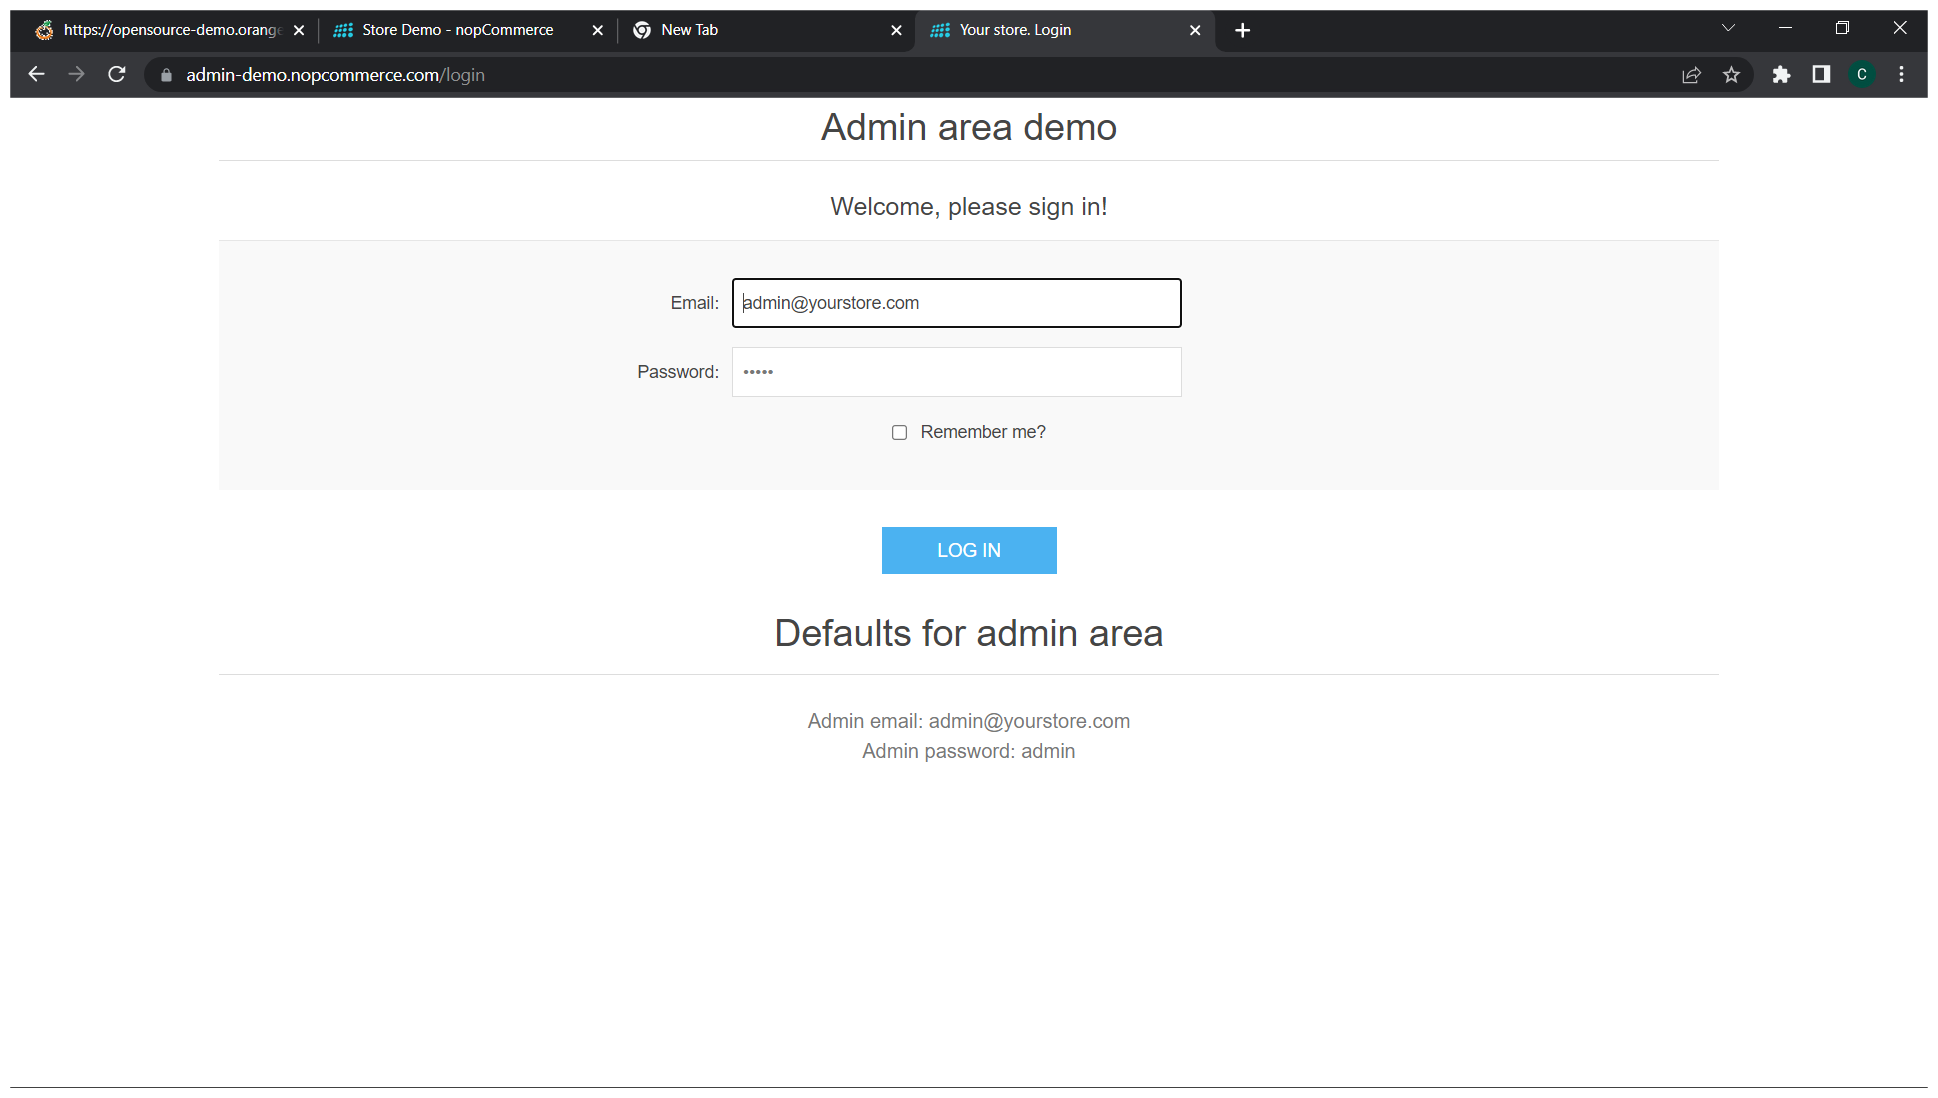 https://opensource-demo.orange
Store Demo - nopCommerce
New Tab
Your store. Login
admin-demo.nopcommerce.com/login
C
Admin area demo
Welcome, please sign in!
Email: admin@yourstore.com
Password: •••••
Remember me?
LOG IN
Defaults for admin area
Admin email: admin@yourstore.com
Admin password: admin